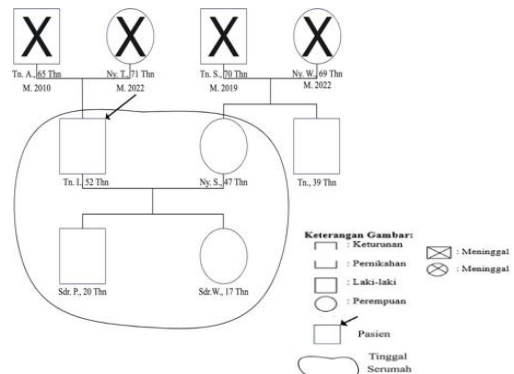 Tn. A., 65 Thn
M. 2010
Ny. T., 71 Thn
M. 2022
Tn. S., 70 Thn
M. 2019
Ny. W., 69 Thn
M. 2022
Tn. I., 52 Thn
Ny. S., 47 Thn
Tn., 39 Thn
Sdr. P., 20 Thn
Sdr.W., 17 Thn
Keterangan Gambar:
: Keturunan
: Pernikahan
: Laki-laki
: Perempuan
Pasien
Tinggal
Serumah
: Meninggal
: Meninggal